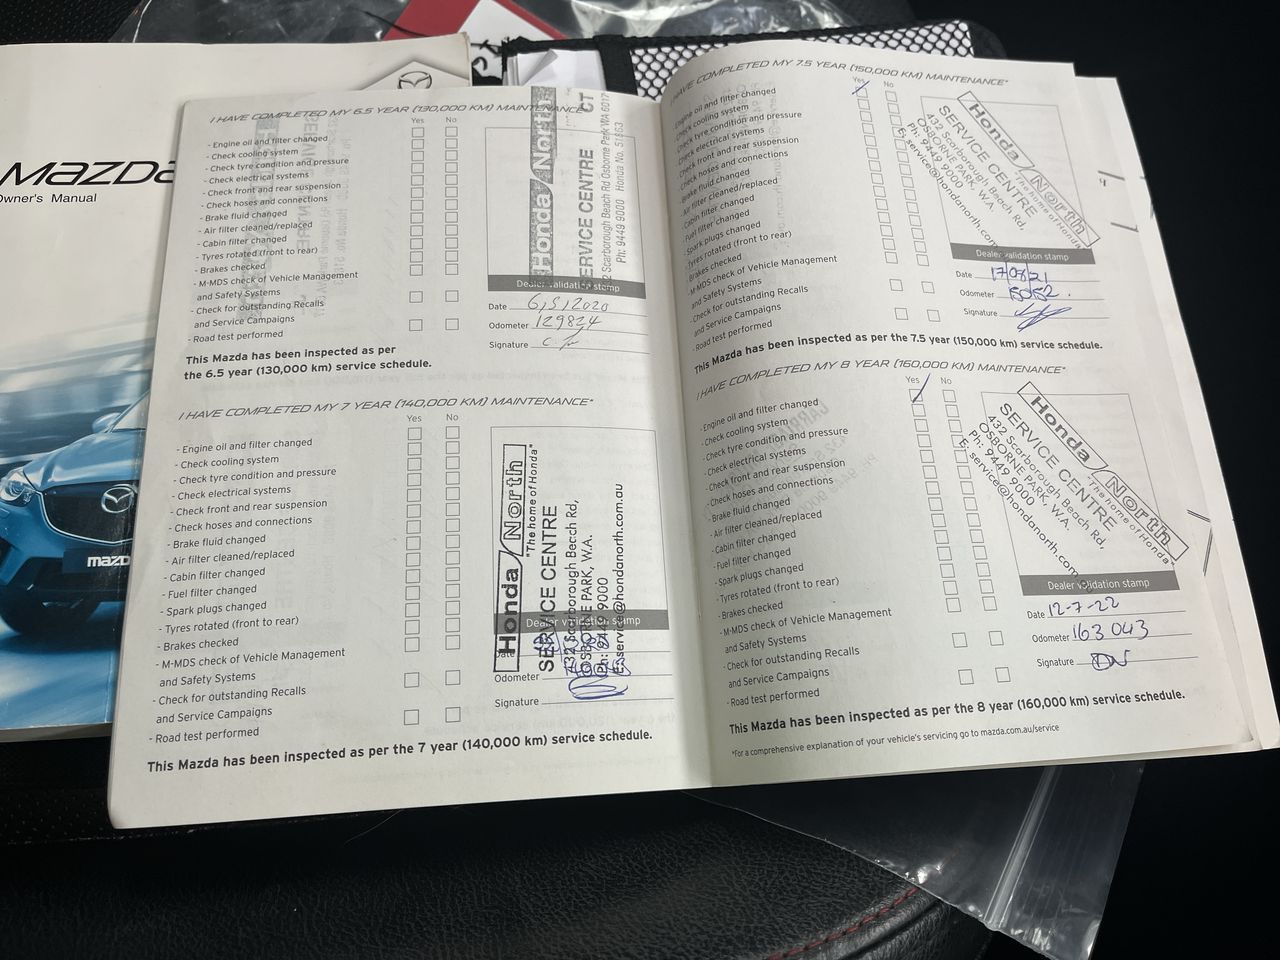 mazda
Owner's Manual
MAZD
I HAVE COMPLETED MY 6.5 YEAR (130,000 KM) MAINTENANCE*
Yes No
- Engine oil and filter changed
- Check cooling system
- Check tyre condition and pressure
- Check electrical systems
- Check front and rear suspension
- Check hoses and connections
- Brake fluid changed
- Air filter cleaned/replaced
- Cabin filter changed
- Tyres rotated (front to rear)
- Brakes checked
- M-MDS check of Vehicle Management
and Safety Systems
- Check for outstanding Recalls
and Service Campaigns
- Road test performed
This Mazda has been inspected as per
the 6.5 year (130,000 km) service schedule.
Honda North CT
SERVICE CENTRE
2 Scarborough Beach Rd Osborne Park WA 6017
Ph: 9449 9000 Honda No. 51863
Dealer validation stamp
Date 6,5,2020
Odometer 129824
Signature
I HAVE COMPLETED MY 7 YEAR (140,000 KM) MAINTENANCE*
Yes No
- Engine oil and filter changed
- Check cooling system
- Check tyre condition and pressure
- Check electrical systems
- Check front and rear suspension
- Check hoses and connections
- Brake fluid changed
- Air filter cleaned/replaced
- Cabin filter changed
- Fuel filter changed
- Spark plugs changed
- Tyres rotated (front to rear)
- Brakes checked
- M-MDS check of Vehicle Management
and Safety Systems
- Check for outstanding Recalls
and Service Campaigns
- Road test performed
This Mazda has been inspected as per the 7 year (140,000 km) service schedule.
Honda North
"The home of Honda"
SERVICE CENTRE
432 Scarborough Beach Rd,
OSBORNE PARK, W.A.
Ph: 9449 9000
E: service@hondanorth.com.au
Dealer validation stamp
Date
Odometer
Signature
I HAVE COMPLETED MY 7.5 YEAR (150,000 KM) MAINTENANCE*
Yes No
- Engine oil and filter changed
- Check cooling system
- Check tyre condition and pressure
- Check electrical systems
- Check front and rear suspension
- Check hoses and connections
- Brake fluid changed
- Air filter cleaned/replaced
- Cabin filter changed
- Fuel filter changed
- Spark plugs changed
- Tyres rotated (front to rear)
- Brakes checked
- M-MDS check of Vehicle Management
and Safety Systems
- Check for outstanding Recalls
and Service Campaigns
- Road test performed
This Mazda has been inspected as per the 7.5 year (150,000 km) service schedule.
Honda North
"The home of Honda"
SERVICE CENTRE
432 Scarborough Beach Rd,
OSBORNE PARK, W.A.
Ph: 9449 9000
E: service@hondanorth.com
Dealer validation stamp
Date 17/08/21
Odometer
Signature
I HAVE COMPLETED MY 8 YEAR (160,000 KM) MAINTENANCE*
Yes No
- Engine oil and filter changed
- Check cooling system
- Check tyre condition and pressure
- Check electrical systems
- Check front and rear suspension
- Check hoses and connections
- Brake fluid changed
- Air filter cleaned/replaced
- Cabin filter changed
- Fuel filter changed
- Spark plugs changed
- Tyres rotated (front to rear)
- Brakes checked
- M-MDS check of Vehicle Management
and Safety Systems
- Check for outstanding Recalls
and Service Campaigns
- Road test performed
This Mazda has been inspected as per the 8 year (160,000 km) service schedule.
*For a comprehensive explanation of your vehicle's servicing go to mazda.com.au/service
Honda North
"The home of Honda"
SERVICE CENTRE
432 Scarborough Beach Rd,
OSBORNE PARK, W.A.
Ph: 9449 9000
E: service@hondanorth.com
Dealer validation stamp
Date 12-7-22
Odometer 163 043
Signature DW